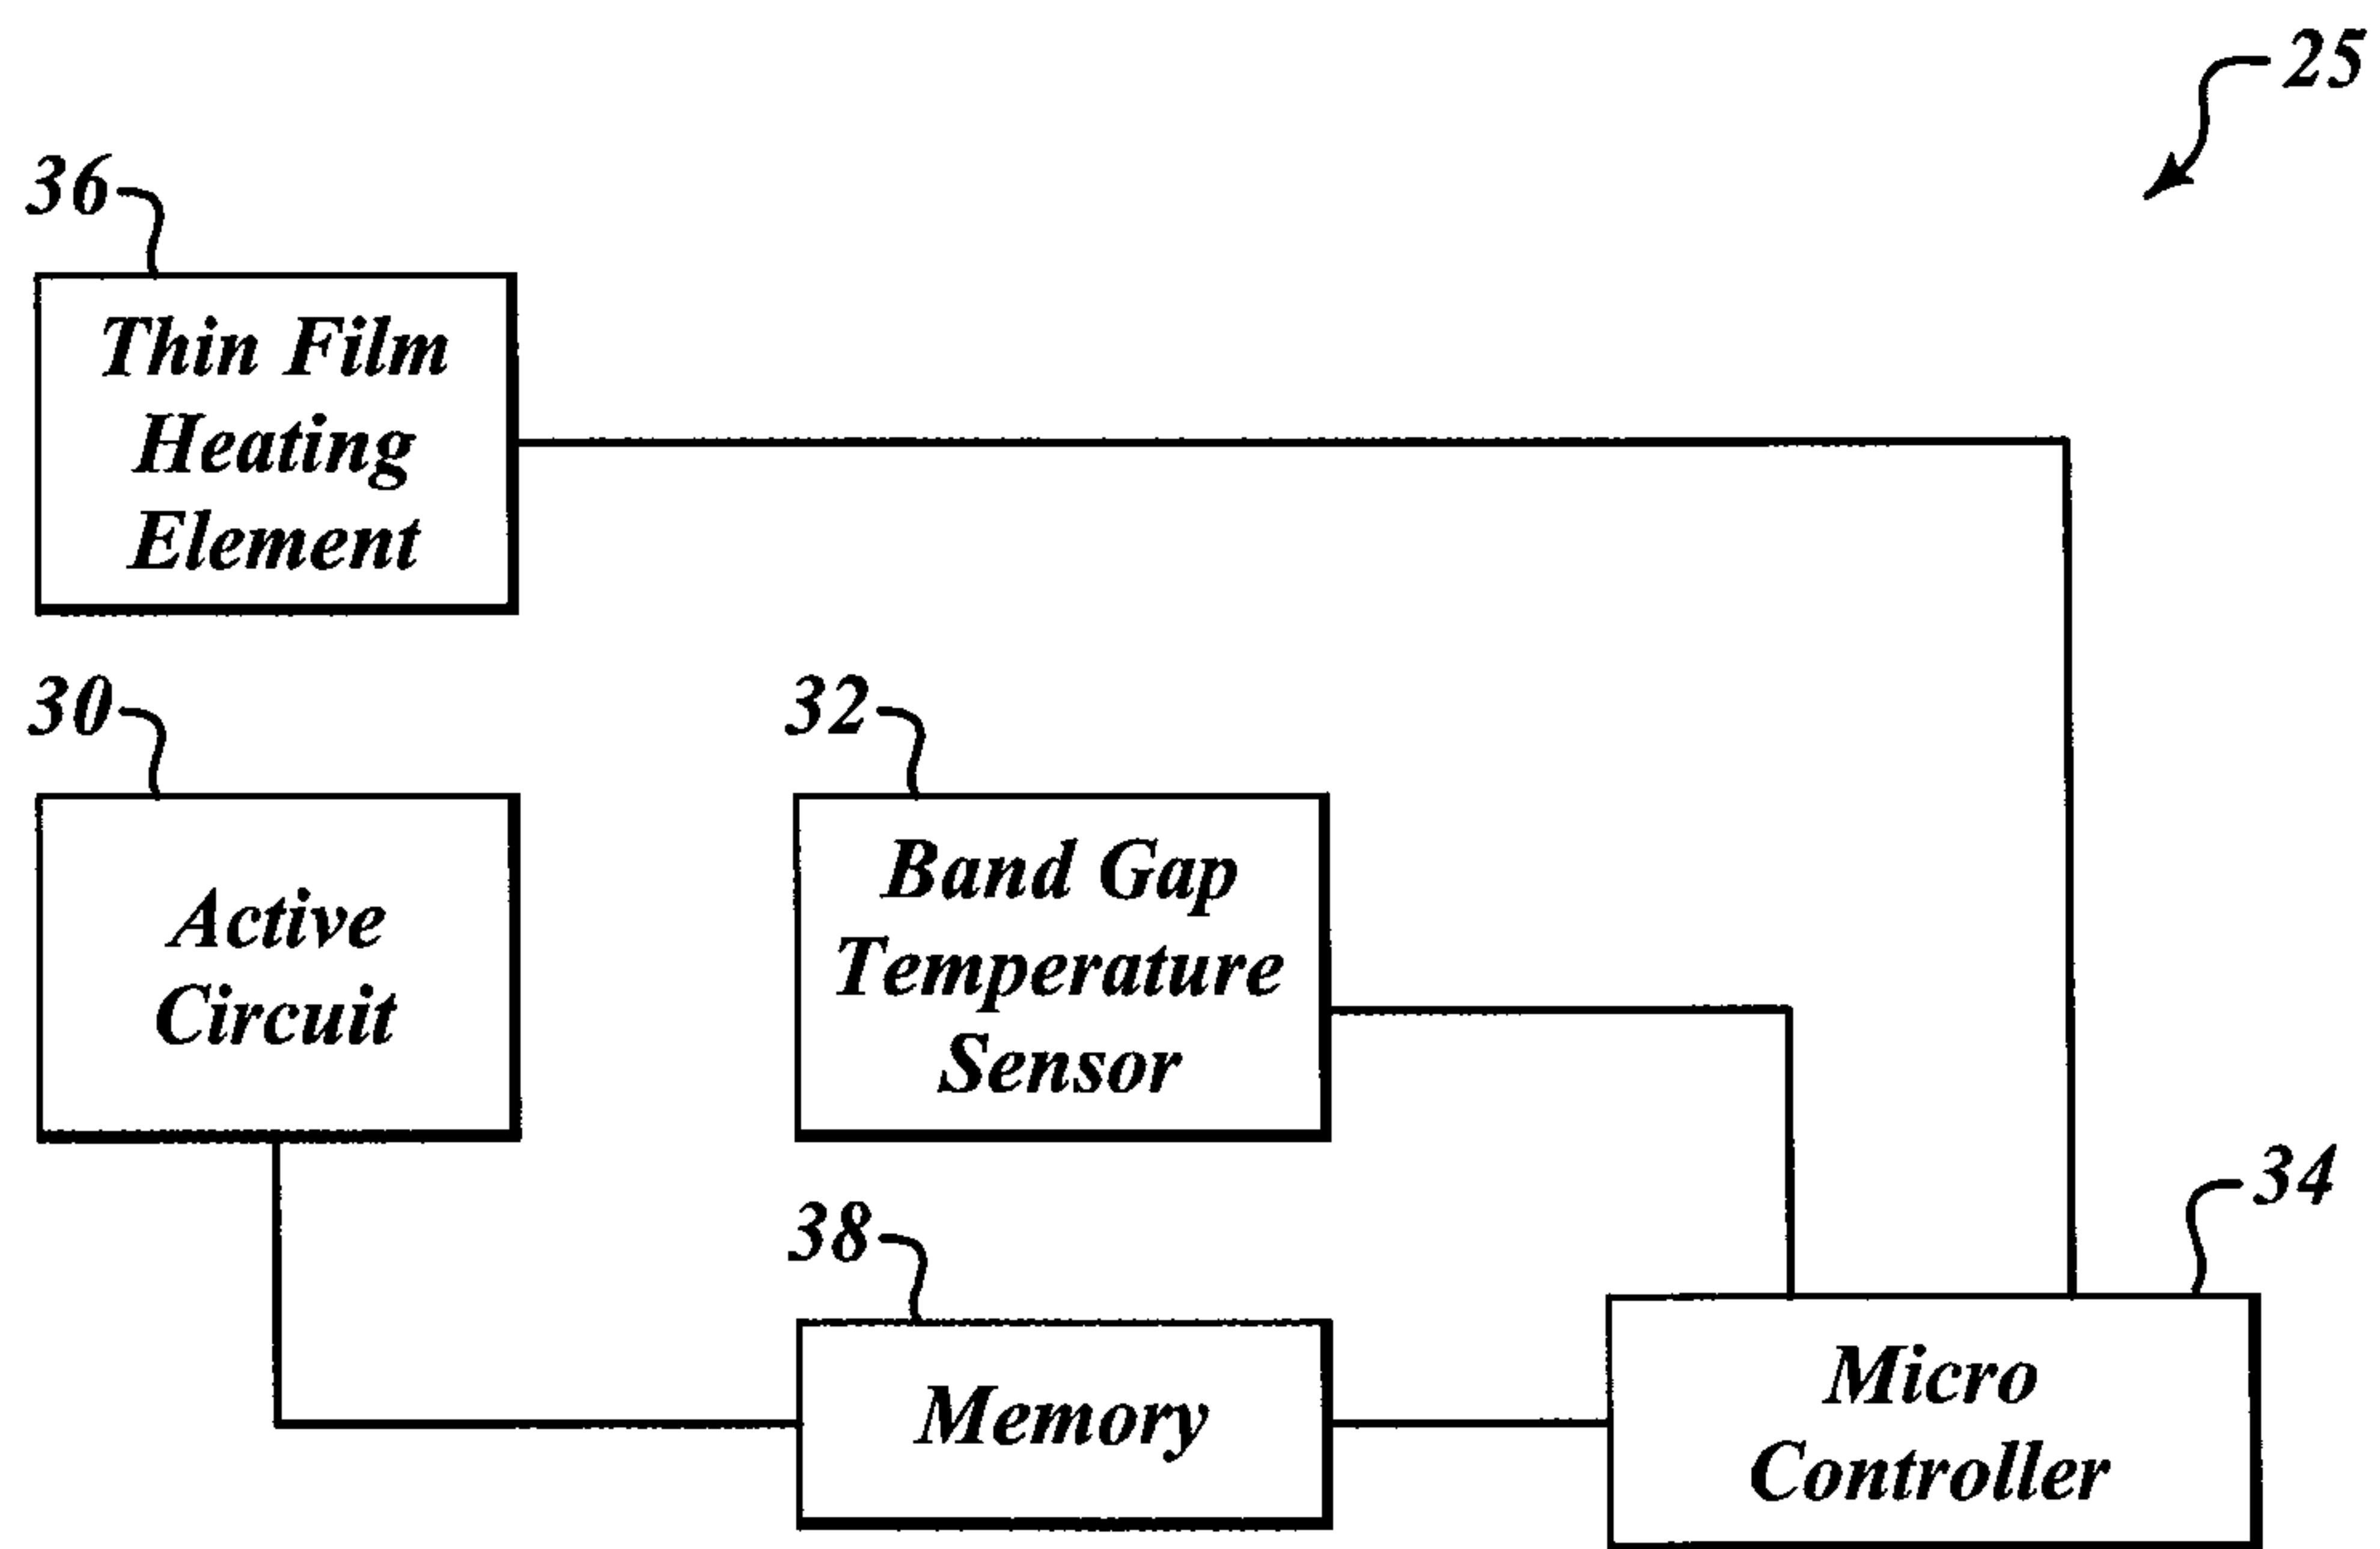 25
36
Thin Film
Heating
Element
30
Active
Circuit
32
Band Gap
Temperature
Sensor
38
Memory
34
Micro
Controller